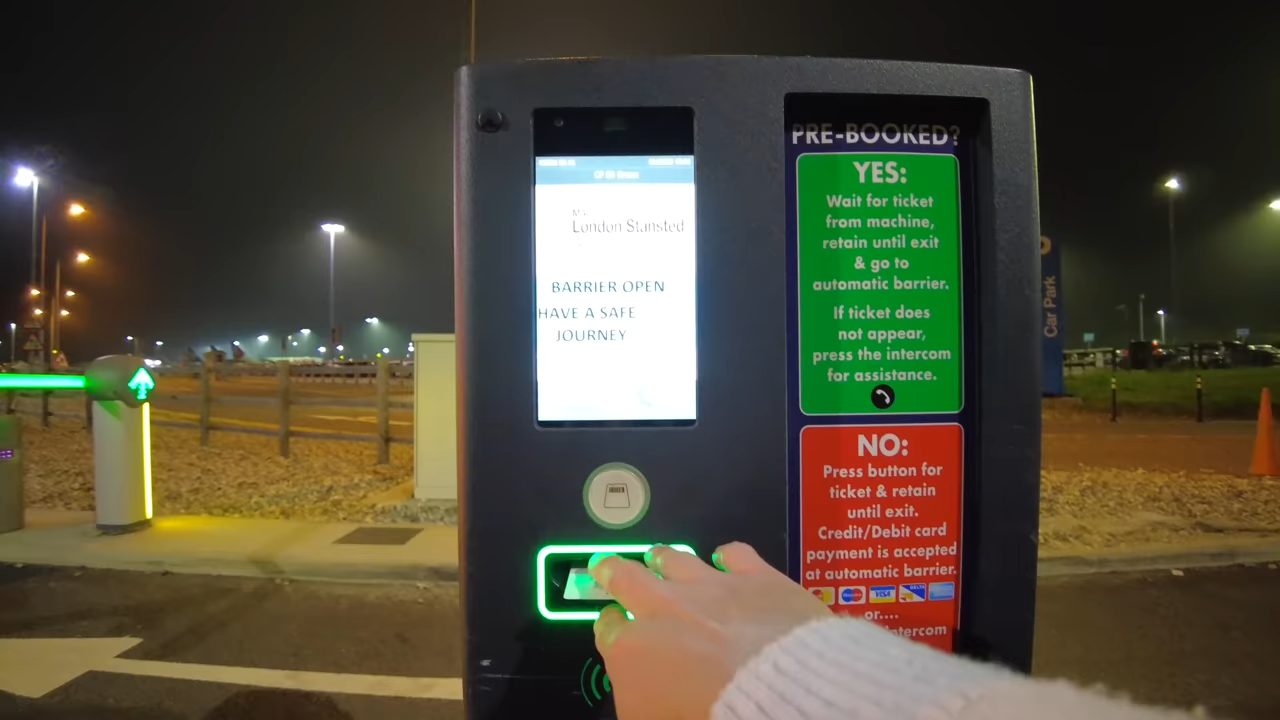 London Stansted
BARRIER OPEN
HAVE A SAFE
JOURNEY
PRE-BOOKED?
YES:
Wait for ticket
from machine,
retain until exit
& go to
automatic barrier.
If ticket does
not appear,
press the intercom
for assistance.
NO:
Press button for
ticket & retain
until exit.
Credit/Debit card
payment is accepted
at automatic barrier.
VISA
DELTA
or....
intercom
Car Park